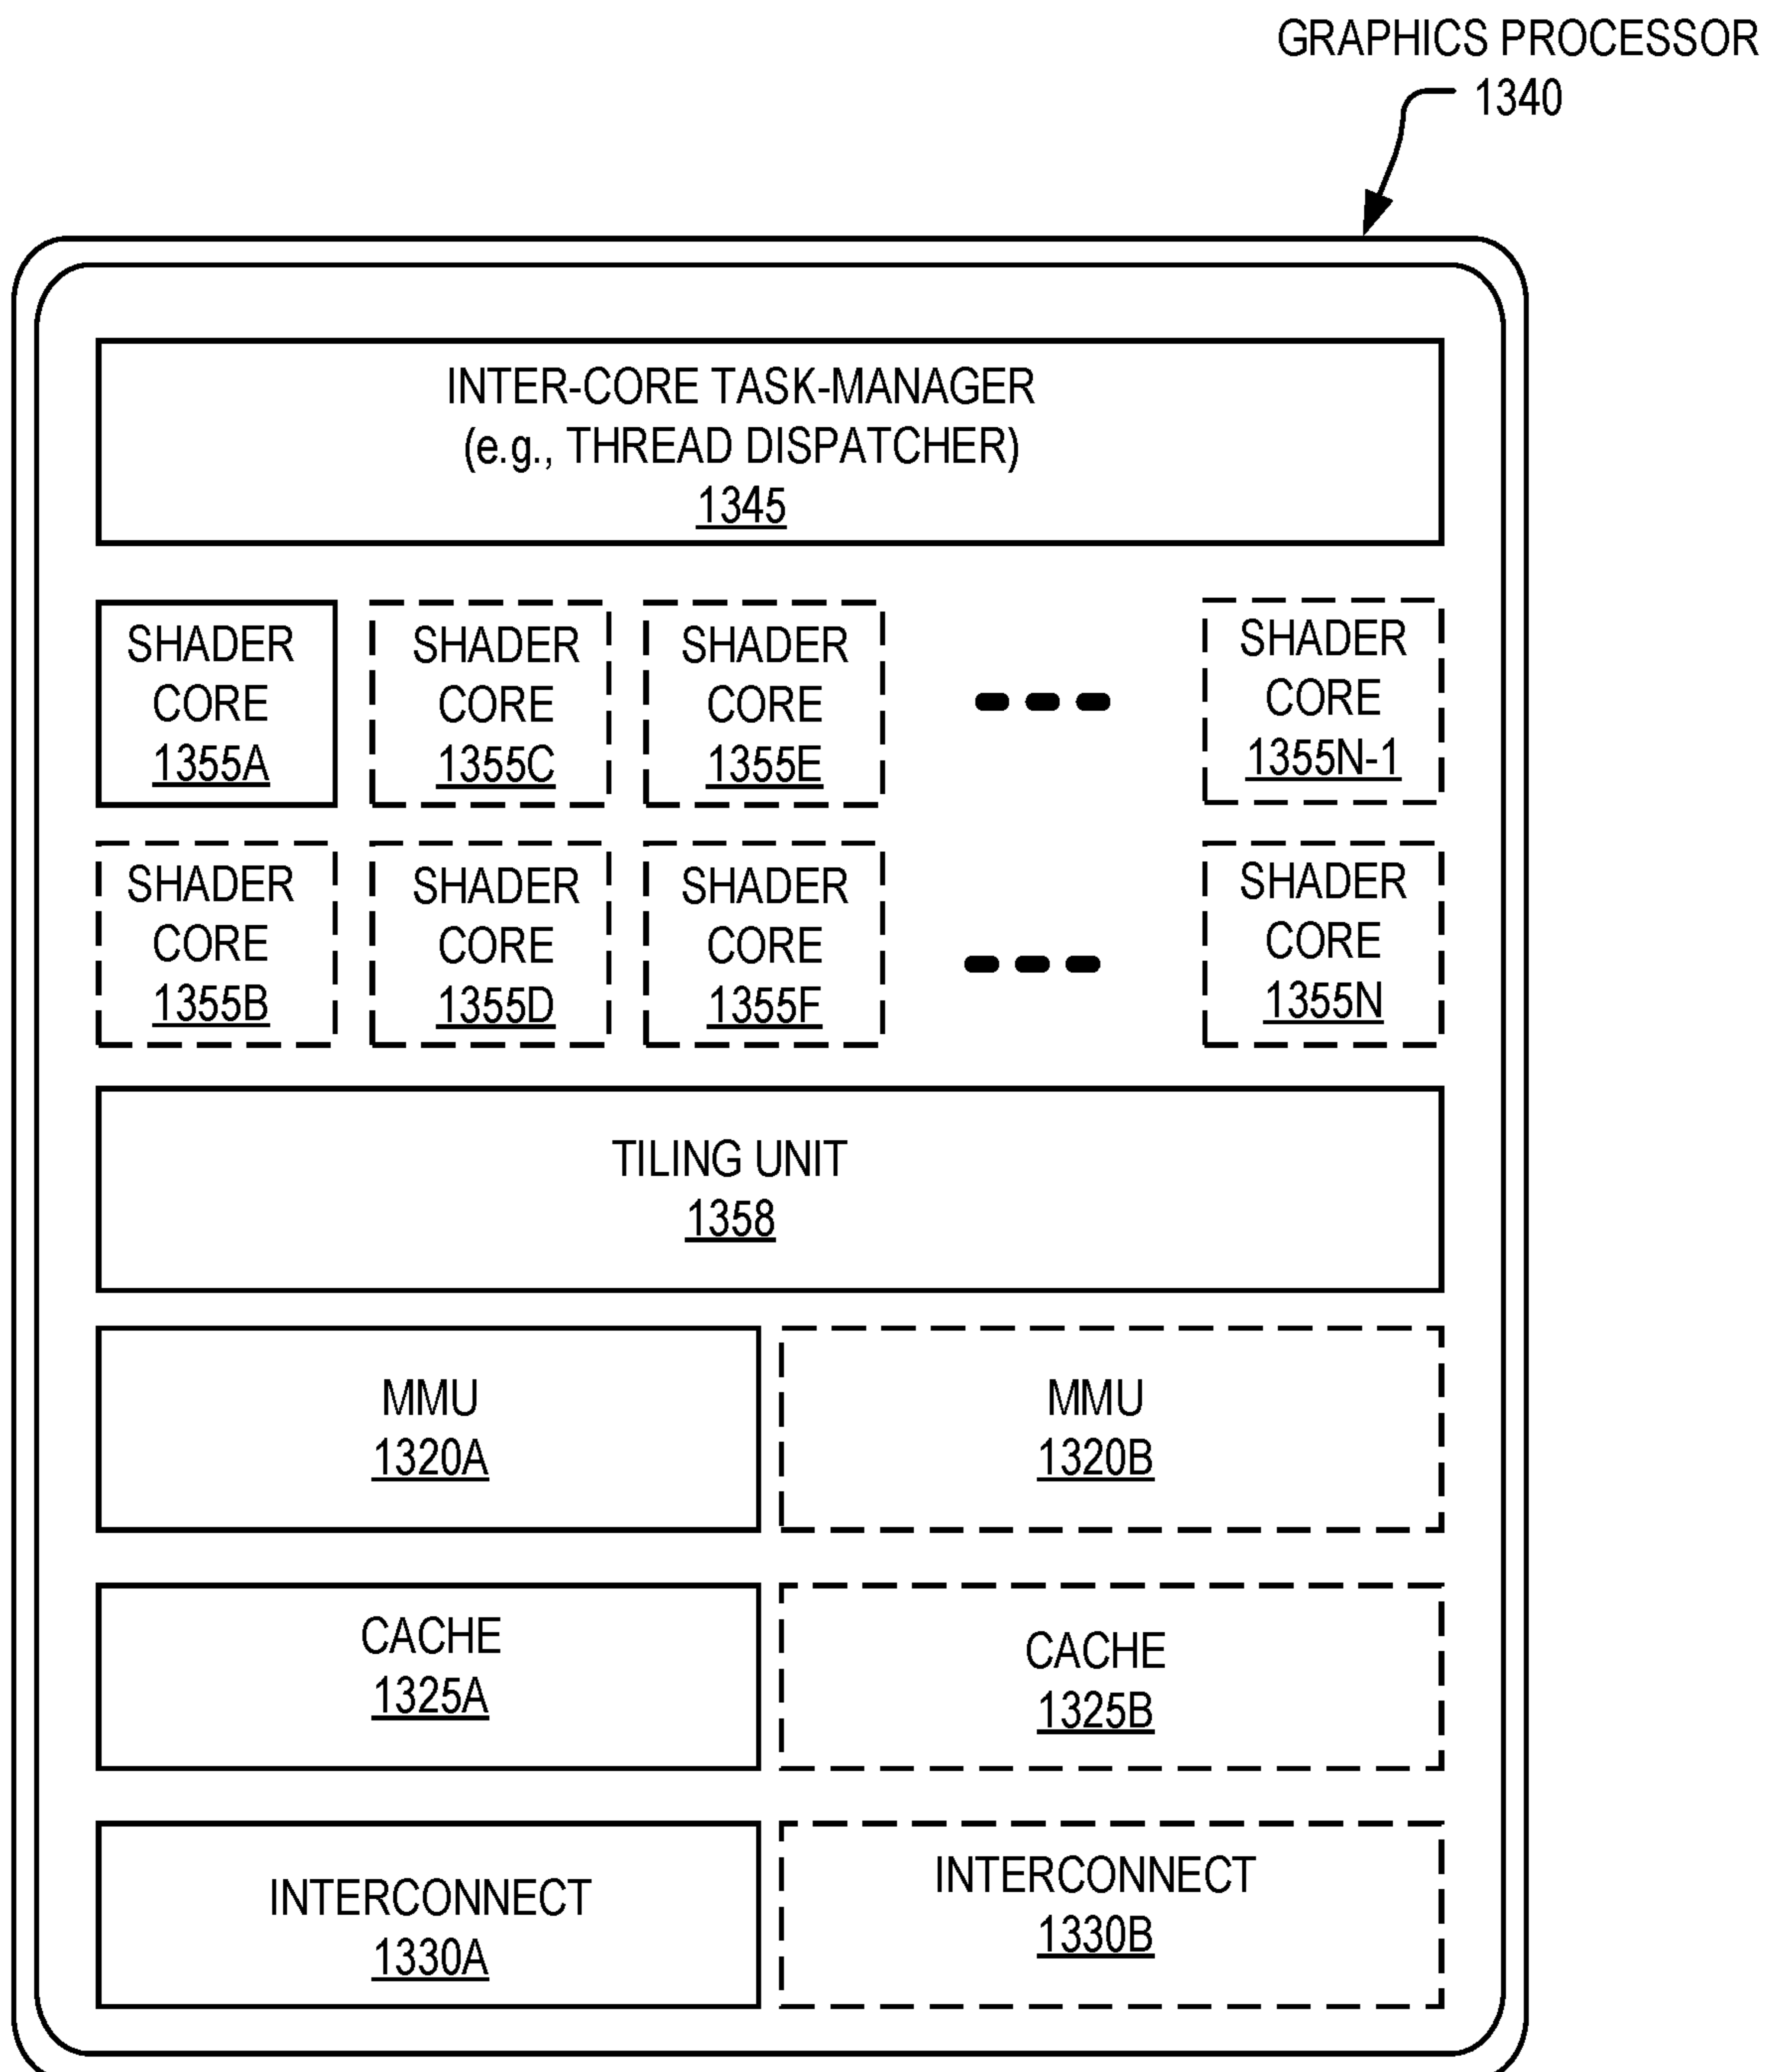 GRAPHICS PROCESSOR
1340
INTER-CORE TASK-MANAGER
(e.g., THREAD DISPATCHER)
1345
SHADER
CORE
1355A
SHADER
CORE
1355C
SHADER
CORE
1355E
SHADER
CORE
1355N-1
SHADER
CORE
1355B
SHADER
CORE
1355D
SHADER
CORE
1355F
SHADER
CORE
1355N
TILING UNIT
1358
MMU
1320A
MMU
1320B
CACHE
1325A
CACHE
1325B
INTERCONNECT
1330A
INTERCONNECT
1330B